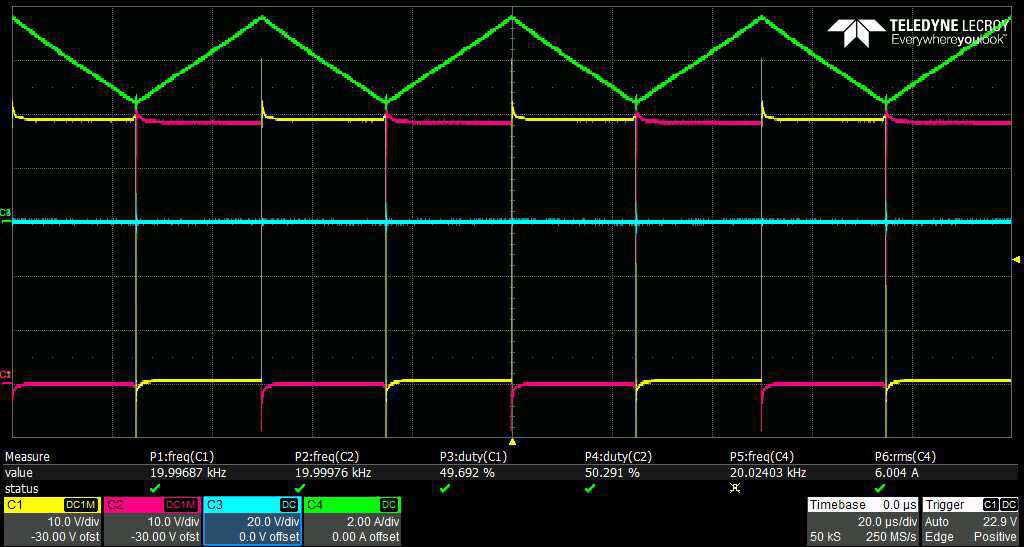 TELEDYNE LECROY
Everywhereyoulook™
Measure P1:freq(C1) P2:freq(C2) P3:duty(C1) P4:duty(C2) P5:freq(C4) P6:rms(C4)
value 19.99687 kHz 19.99976 kHz 49.692 % 50.291 % 20.02403 kHz 6.004 A
status
C1 DC1M C2 DC1M C3 DC C4 DC Timebase 0.0 µs Trigger C1 DC
10.0 V/div 10.0 V/div 20.0 V/div 2.00 A/div 20.0 µs/div Auto 22.9 V
-30.00 V ofst -30.00 V ofst 0.0 V offset 0.00 A offset 50 kS 250 MS/s Edge Positive